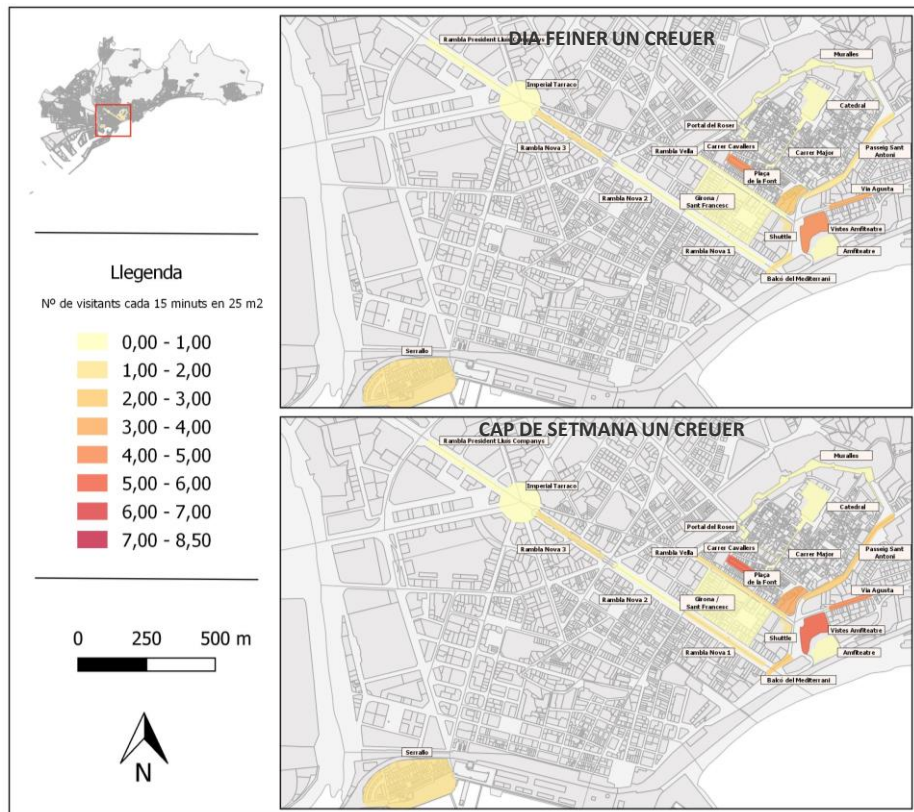 Llegenda
Nº de visitants cada 15 minuts en 25 m2
0,00 - 1,00
1,00 - 2,00
2,00 - 3,00
3,00 - 4,00
4,00 - 5,00
5,00 - 6,00
6,00 - 7,00
7,00 - 8,50
0 250 500 m
N
DIA FEINER UN CREUER
Rambla President Lluis Companys
Muralles
Imperial Tarraco
Catedral
Portal del Roser
Rambla Nova 3
Rambla Vella
Carrer Cavallers
Carrer Major
Passeig Sant
Antoni
Plaça
de la Font
Via Agusta
Rambla Nova 2
Girona /
Sant Francesc
Vistes Amfiteatre
Shuttle
Rambla Nova 1
Amfiteatre
Balcó del Mediterrani
Serrallo
CAP DE SETMANA UN CREUER
Rambla President Lluis Companys
Muralles
Imperial Tarraco
Catedral
Portal del Roser
Rambla Nova 3
Rambla Vella
Carrer Cavallers
Carrer Major
Passeig Sant
Antoni
Plaça
de la Font
Via Agusta
Rambla Nova 2
Girona /
Sant Francesc
Vistes Amfiteatre
Shuttle
Rambla Nova 1
Amfiteatre
Balcó del Mediterrani
Serrallo